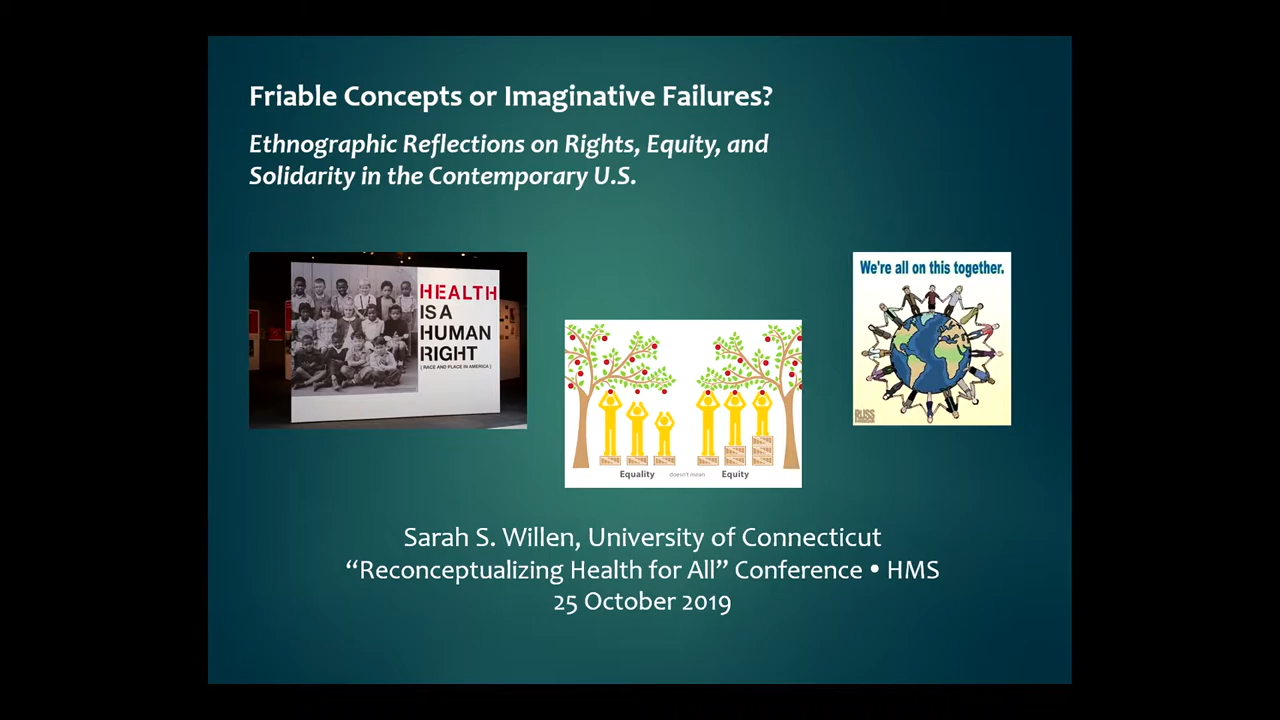 Friable Concepts or Imaginative Failures?
Ethnographic Reflections on Rights, Equity, and
Solidarity in the Contemporary U.S.
HEALTH
IS A
HUMAN
RIGHT
[ RACE AND PLACE IN AMERICA ]
Equality doesn't mean Equity
We're all on this together.
RUSS
Sarah S. Willen, University of Connecticut
“Reconceptualizing Health for All” Conference • HMS
25 October 2019